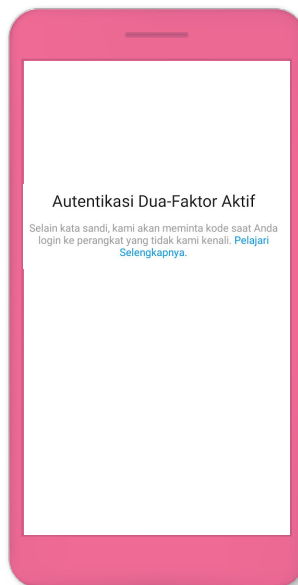 Autentikasi Dua-Faktor Aktif
Selain kata sandi, kami akan meminta kode saat Anda
login ke perangkat yang tidak kami kenali. Pelajari
Selengkapnya.